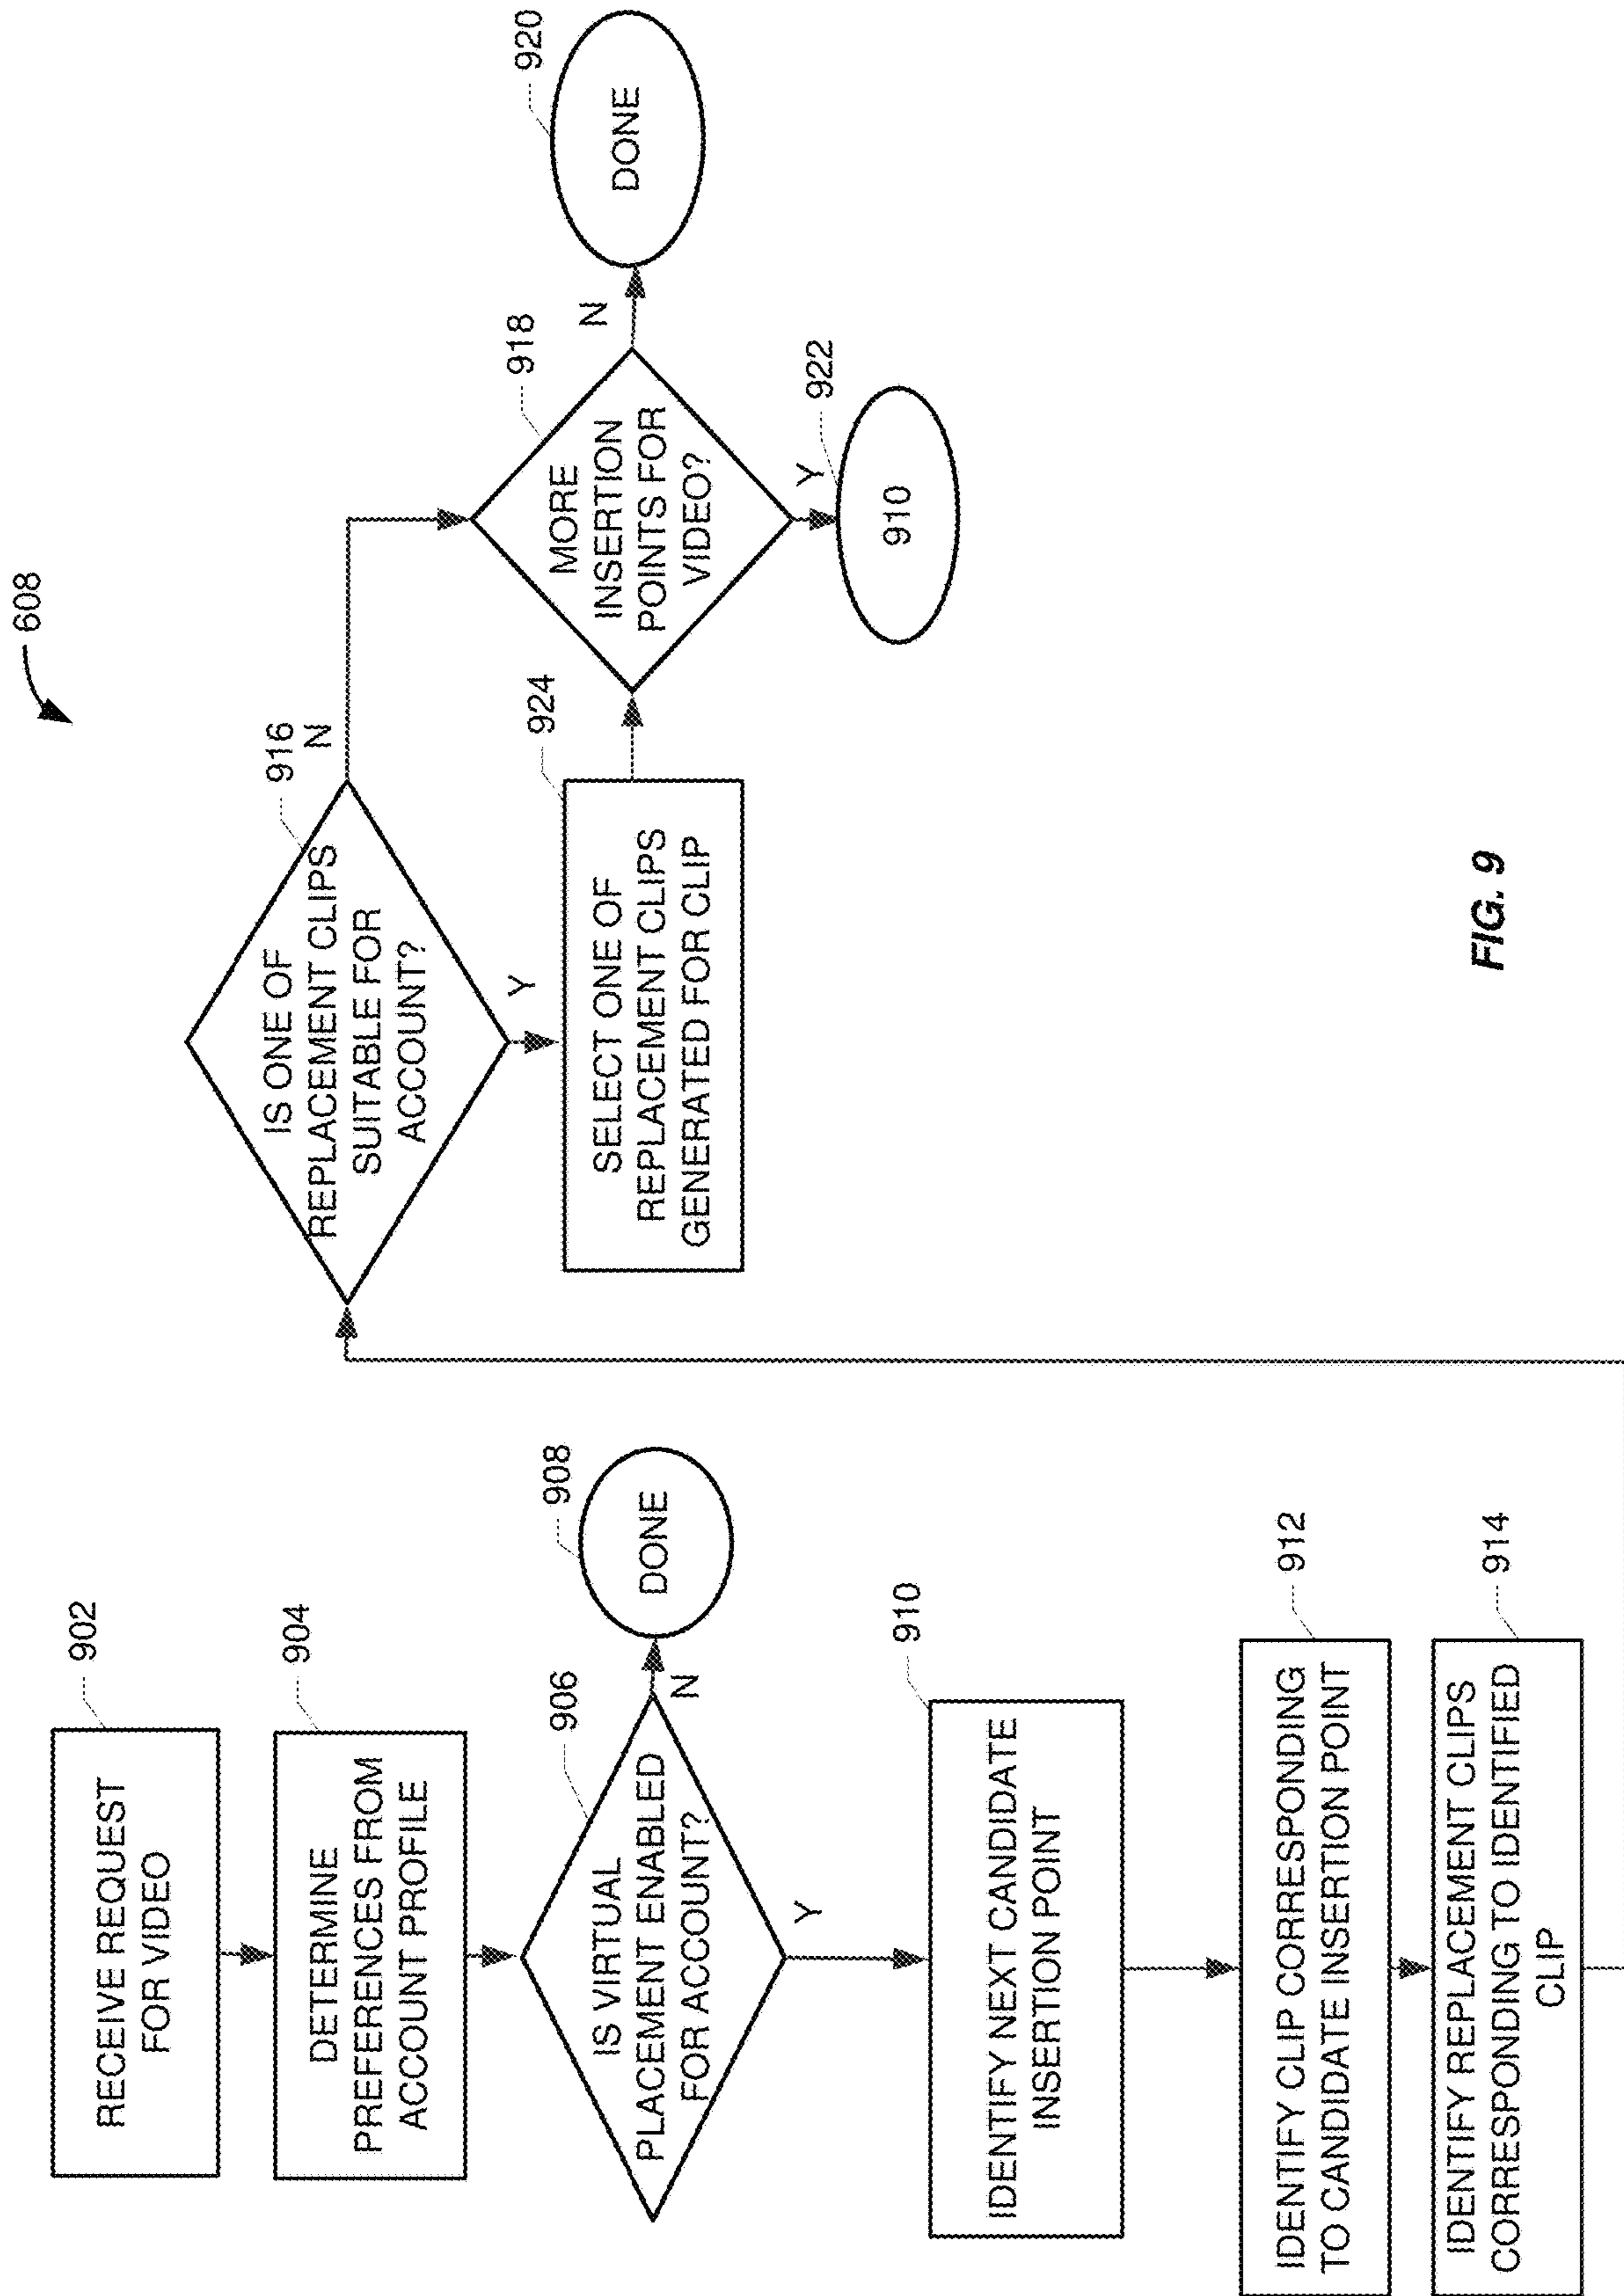 608
902
RECEIVE REQUEST
FOR VIDEO
904
DETERMINE
PREFERENCES FROM
ACCOUNT PROFILE
906
IS VIRTUAL
PLACEMENT ENABLED
FOR ACCOUNT?
N
908
DONE
Y
910
IDENTIFY NEXT CANDIDATE
INSERTION POINT
912
IDENTIFY CLIP CORRESPONDING
TO CANDIDATE INSERTION POINT
914
IDENTIFY REPLACEMENT CLIPS
CORRESPONDING TO IDENTIFIED
CLIP
916
IS ONE OF
REPLACEMENT CLIPS
SUITABLE FOR
ACCOUNT?
N
Y
924
SELECT ONE OF
REPLACEMENT CLIPS
GENERATED FOR CLIP
918
MORE
INSERTION
POINTS FOR
VIDEO?
N
920
DONE
Y
922
910
FIG. 9